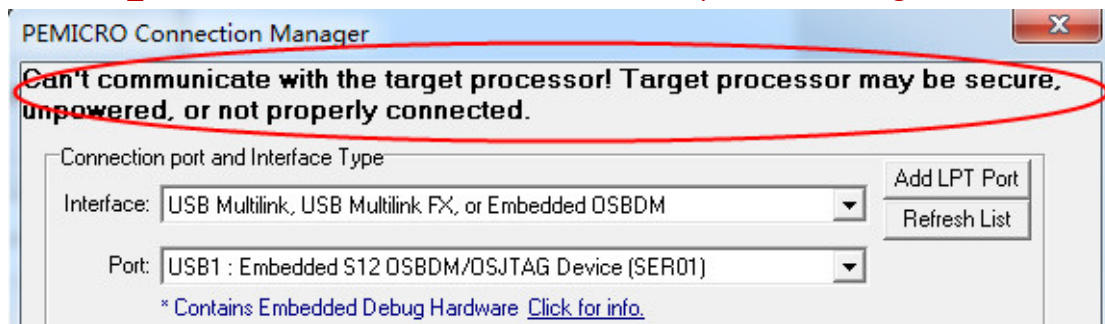 PEMICRO Connection Manager
Can't communicate with the target processor! Target processor may be secure,
unpowered, or not properly connected.
Connection port and Interface Type
Add LPT Port
Interface: USB Multilink, USB Multilink FX, or Embedded OSBDM
Refresh List
Port: USB1 : Embedded S12 OSBDM/OSJTAG Device (SER01)
* Contains Embedded Debug Hardware Click for info.